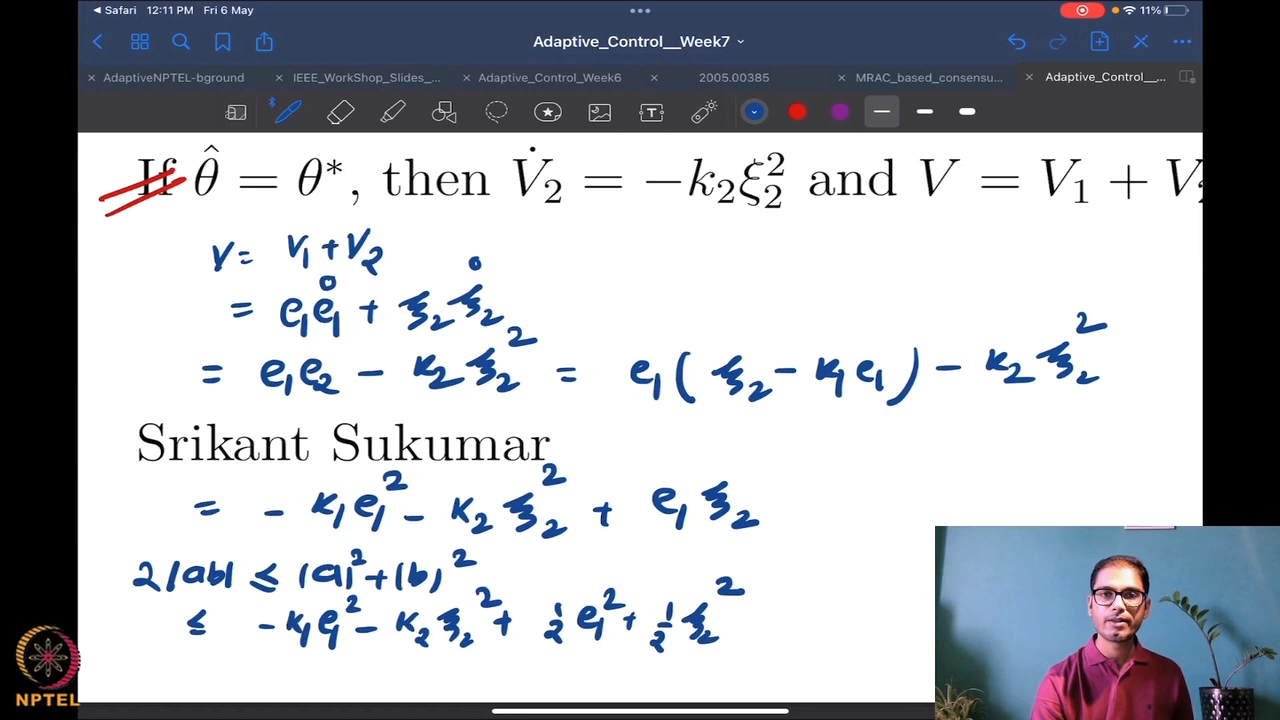 Safari 12:11 PM Fri 6 May 11%
Adaptive_Control__Week7
AdaptiveNPTEL-bground IEEE_WorkShop_Slides_... Adaptive_Control_Week6 2005.00385 MRAC_based_consensu... Adaptive_Control__...
If θ̂ = θ*, then V̇₂ = −k₂ξ₂² and V = V₁ + V₂
V = V₁ + V₂
= e₁ė₁ + ξ₂ξ̇₂
= e₁e₂ − k₂ξ₂² = e₁(ξ₂ − k₁e₁) − k₂ξ₂²
Srikant Sukumar
= − k₁e₁² − k₂ξ₂² + e₁ξ₂
2|ab| ≤ |a|² + |b|²
≤ −k₁e₁² − k₂ξ₂² + ½e₁² + ½ξ₂²
NPTEL